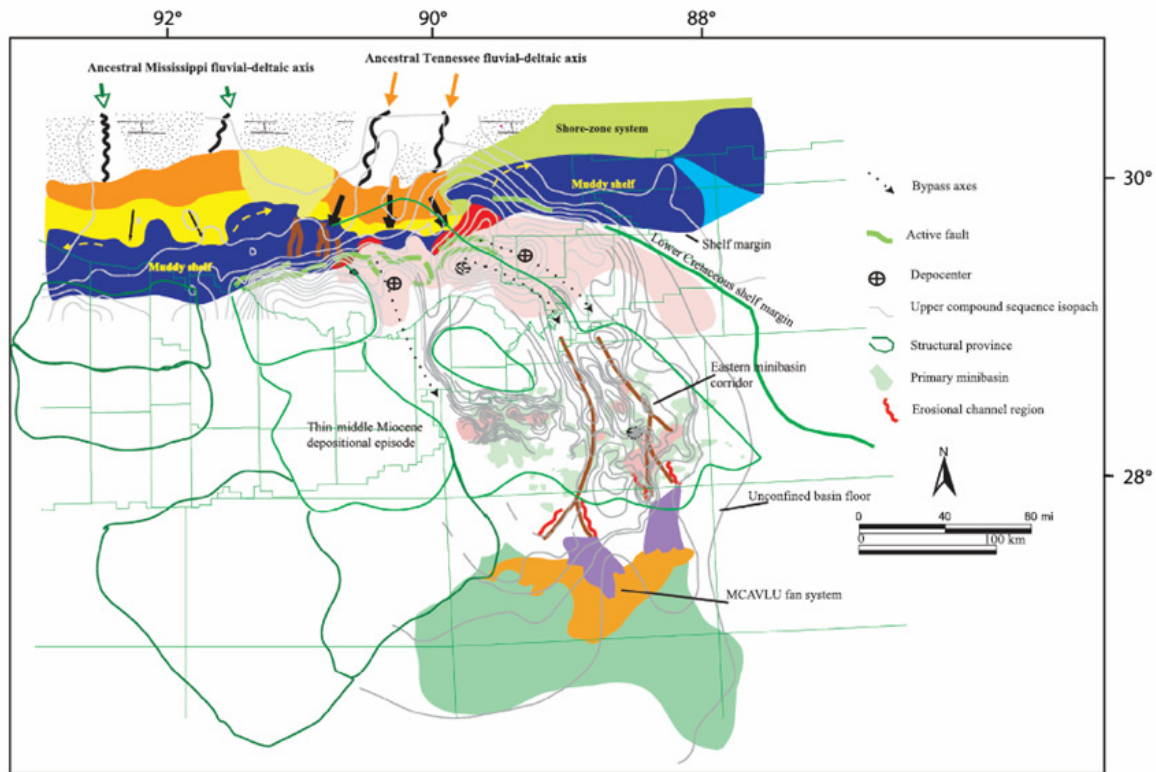 92°
90°
88°
Ancestral Mississippi fluvial–deltaic axis
Ancestral Tennessee fluvial–deltaic axis
Shore-zone system
30°
Muddy shelf
Bypass axes
Shelf margin
Active fault
Muddy shelf
Lower Cretaceous shelf margin
Depocenter
Upper compound sequence isopach
Structural province
Eastern minibasin
corridor
Primary minibasin
Erosional channel region
Thin middle Miocene
depositional episode
N
28°
Unconfined basin floor
0 40 80 mi
0 100 km
MCAVLU fan system